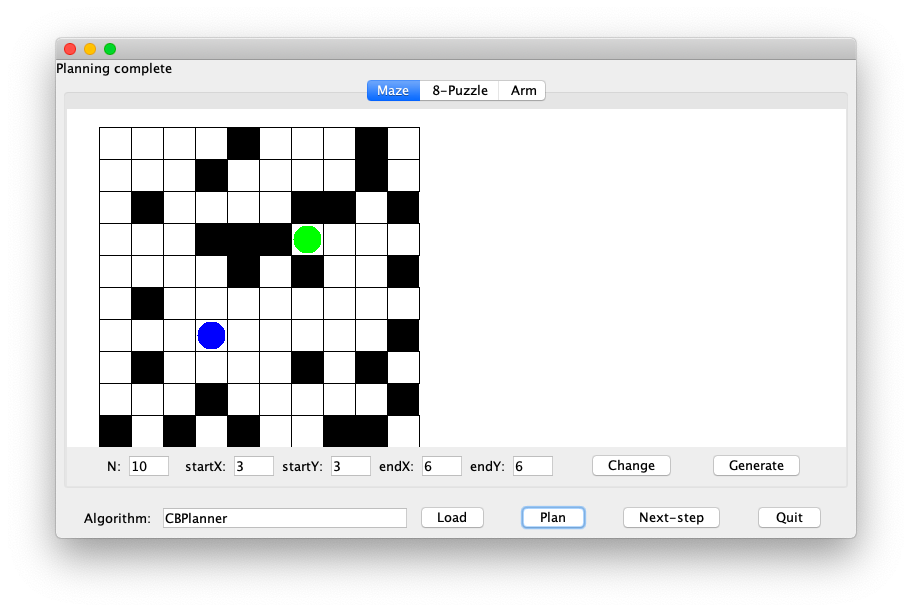 Planning complete
Maze 8-Puzzle Arm
N: 10 startX: 3 startY: 3 endX: 6 endY: 6 Change Generate
Algorithm: CBPlanner Load Plan Next-step Quit